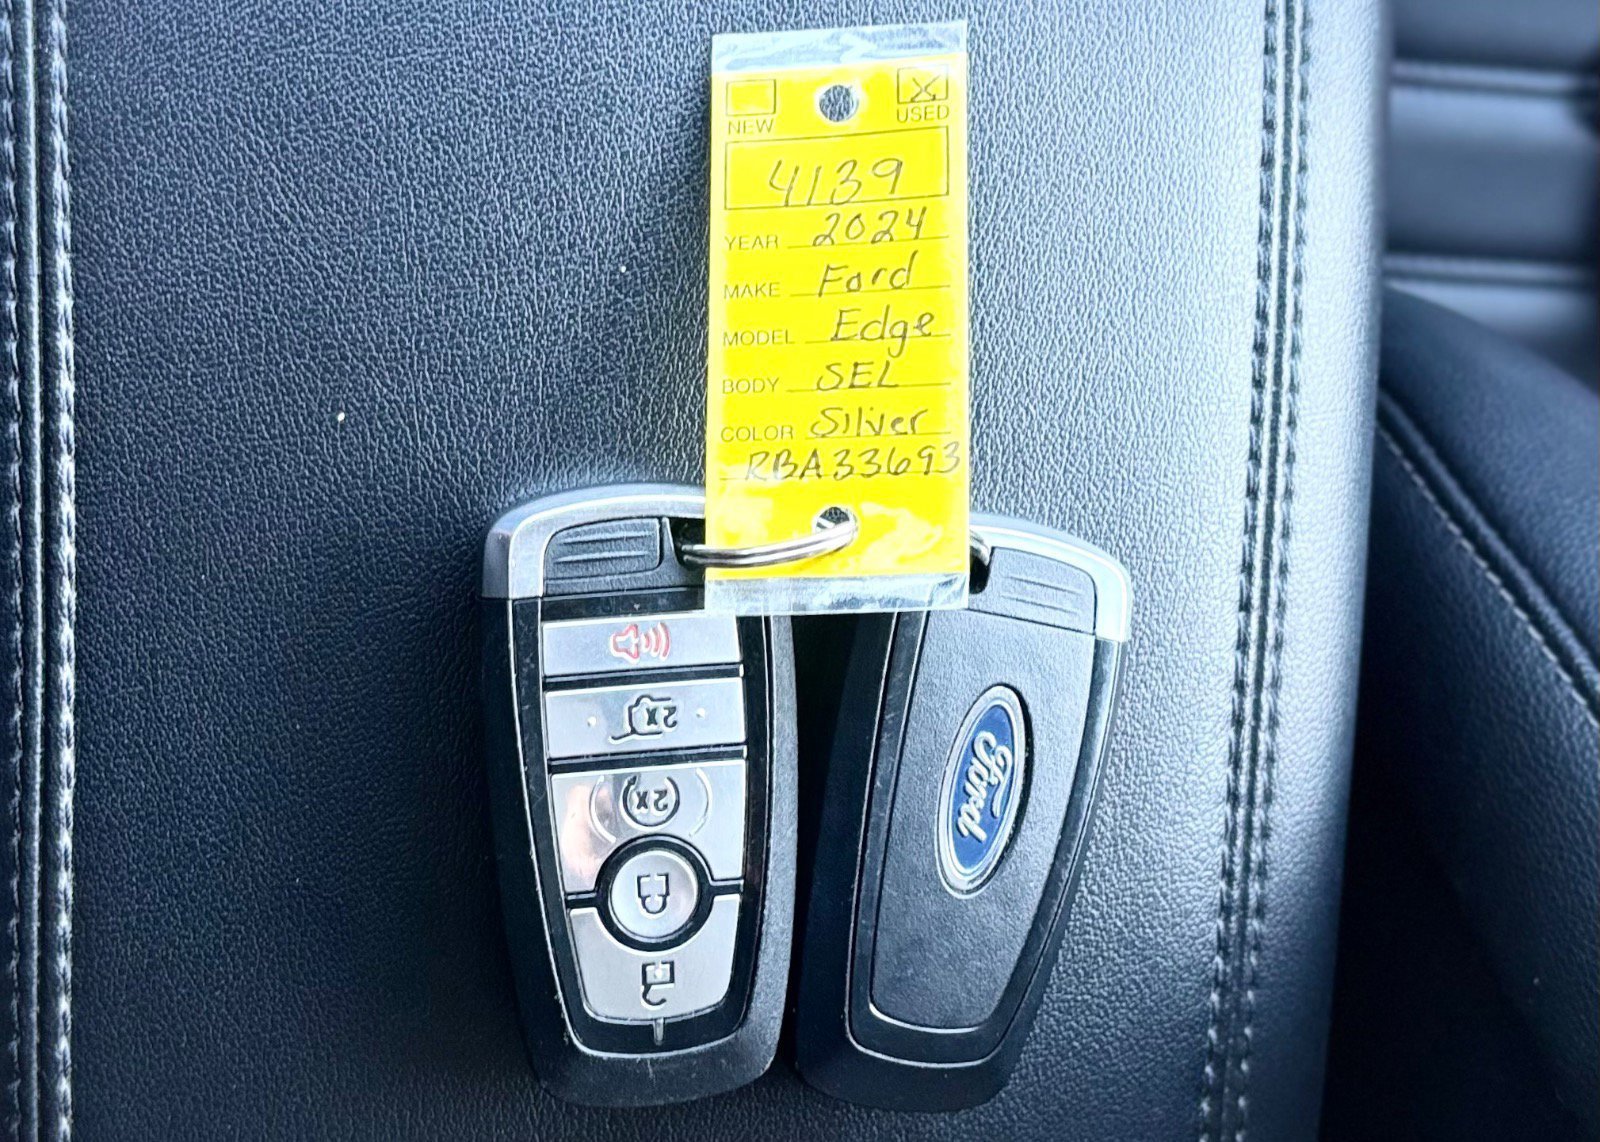 NEW USED
4139
YEAR 2024
MAKE Ford
MODEL Edge
BODY SEL
COLOR Silver
RBA33693
2x
2x
Ford